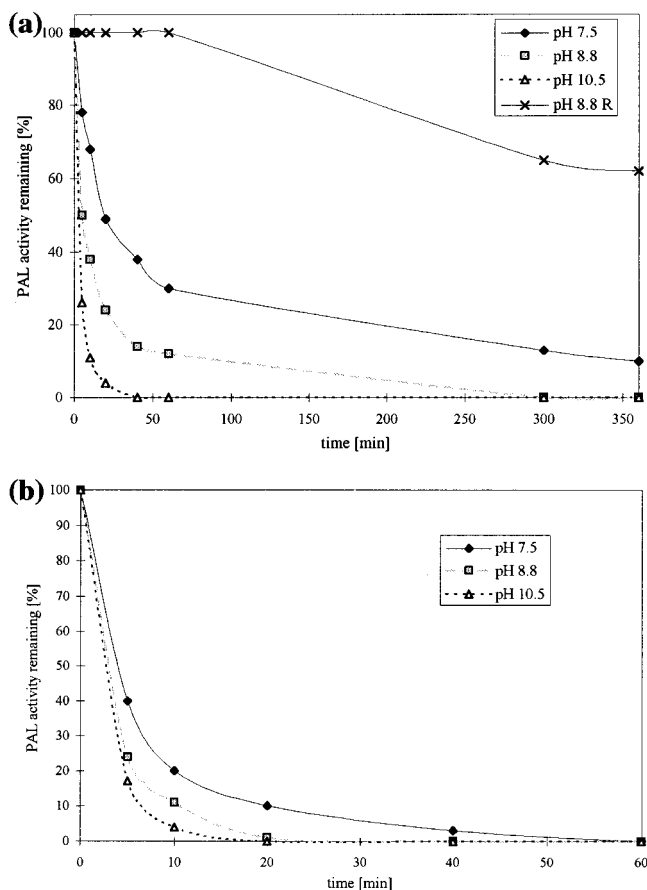 (a)
100
80
60
40
20
0
PAL activity remaining [%]
0 50 100 150 200 250 300 350
time [min]
pH 7.5
pH 8.8
pH 10.5
pH 8.8 R
(b)
100
90
80
70
60
50
40
30
20
10
0
PAL activity remaining [%]
0 10 20 30 40 50 60
time [min]
pH 7.5
pH 8.8
pH 10.5